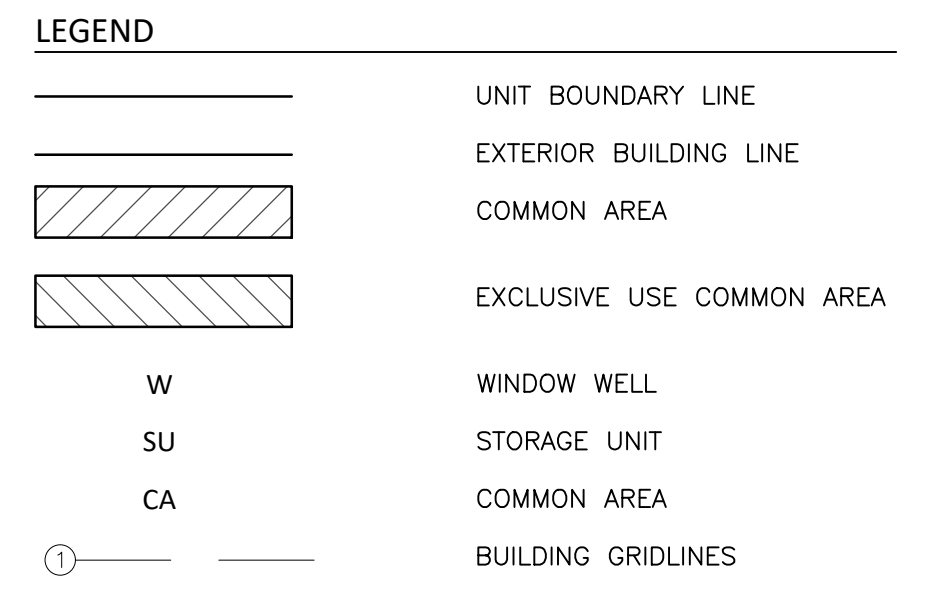 LEGEND
UNIT BOUNDARY LINE
EXTERIOR BUILDING LINE
COMMON AREA
EXCLUSIVE USE COMMON AREA
W WINDOW WELL
SU STORAGE UNIT
CA COMMON AREA
1 BUILDING GRIDLINES